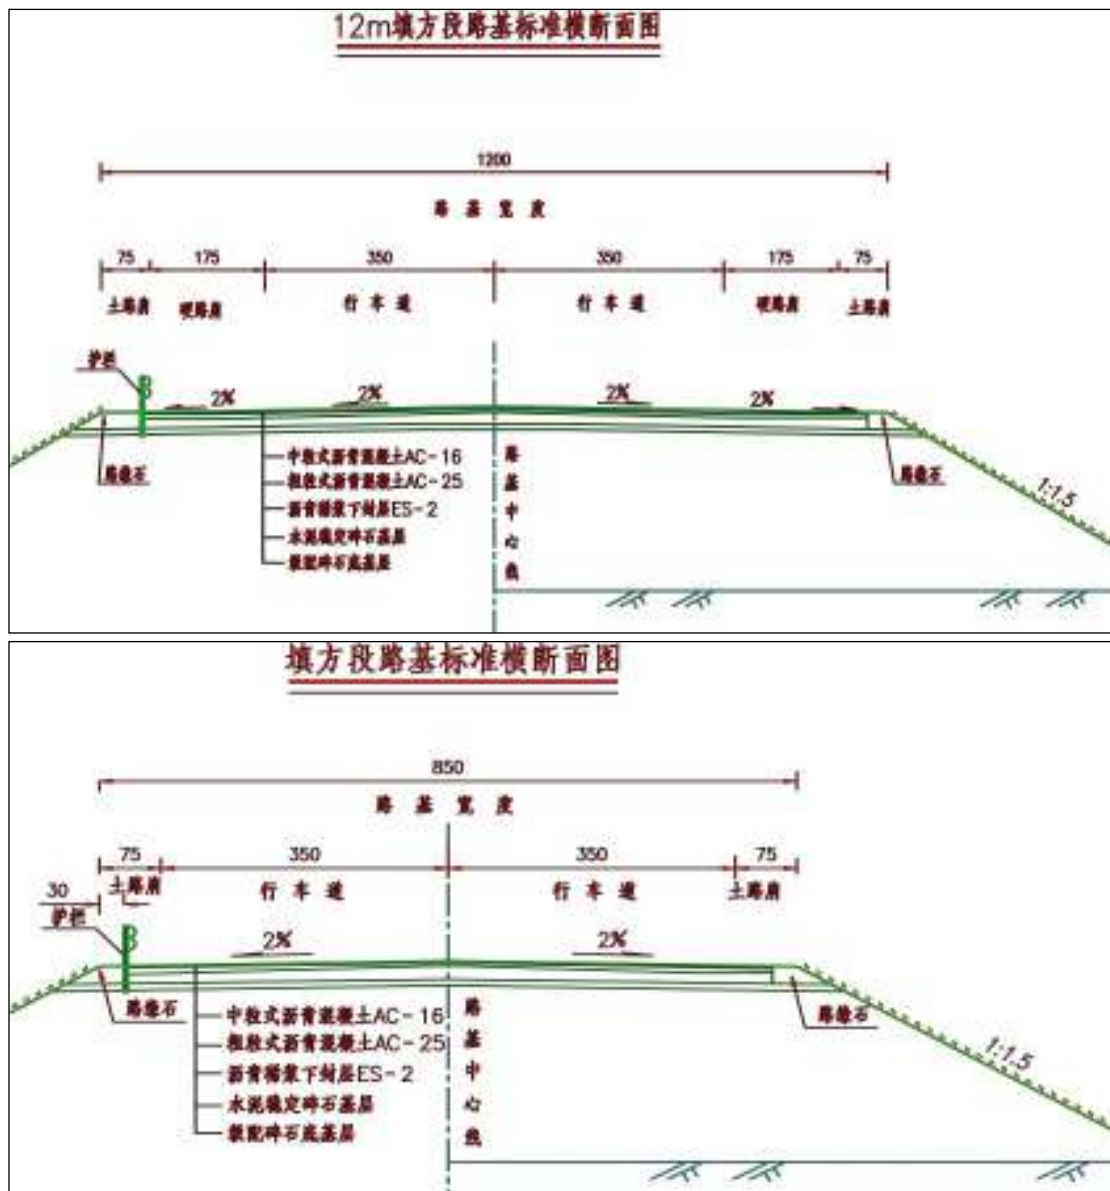 12m填方段路基标准横断面图
1200
路基宽度
75 175 350 350 175 75
土路肩 硬路肩 行车道 行车道 硬路肩 土路肩
护栏
2% 2% 2% 2%
中粒式沥青混凝土AC-16
粗粒式沥青混凝土AC-25
沥青稀浆下封层ES-2
水泥稳定碎石基层
级配碎石底基层
路缘石
路基中心线
路缘石
1:1.5
填方段路基标准横断面图
850
路基宽度
75 350 350 75
土路肩 行车道 行车道 土路肩
30
护栏
2% 2%
路缘石
中粒式沥青混凝土AC-16
粗粒式沥青混凝土AC-25
沥青稀浆下封层ES-2
水泥稳定碎石基层
级配碎石底基层
路基中心线
路缘石
1:1.5